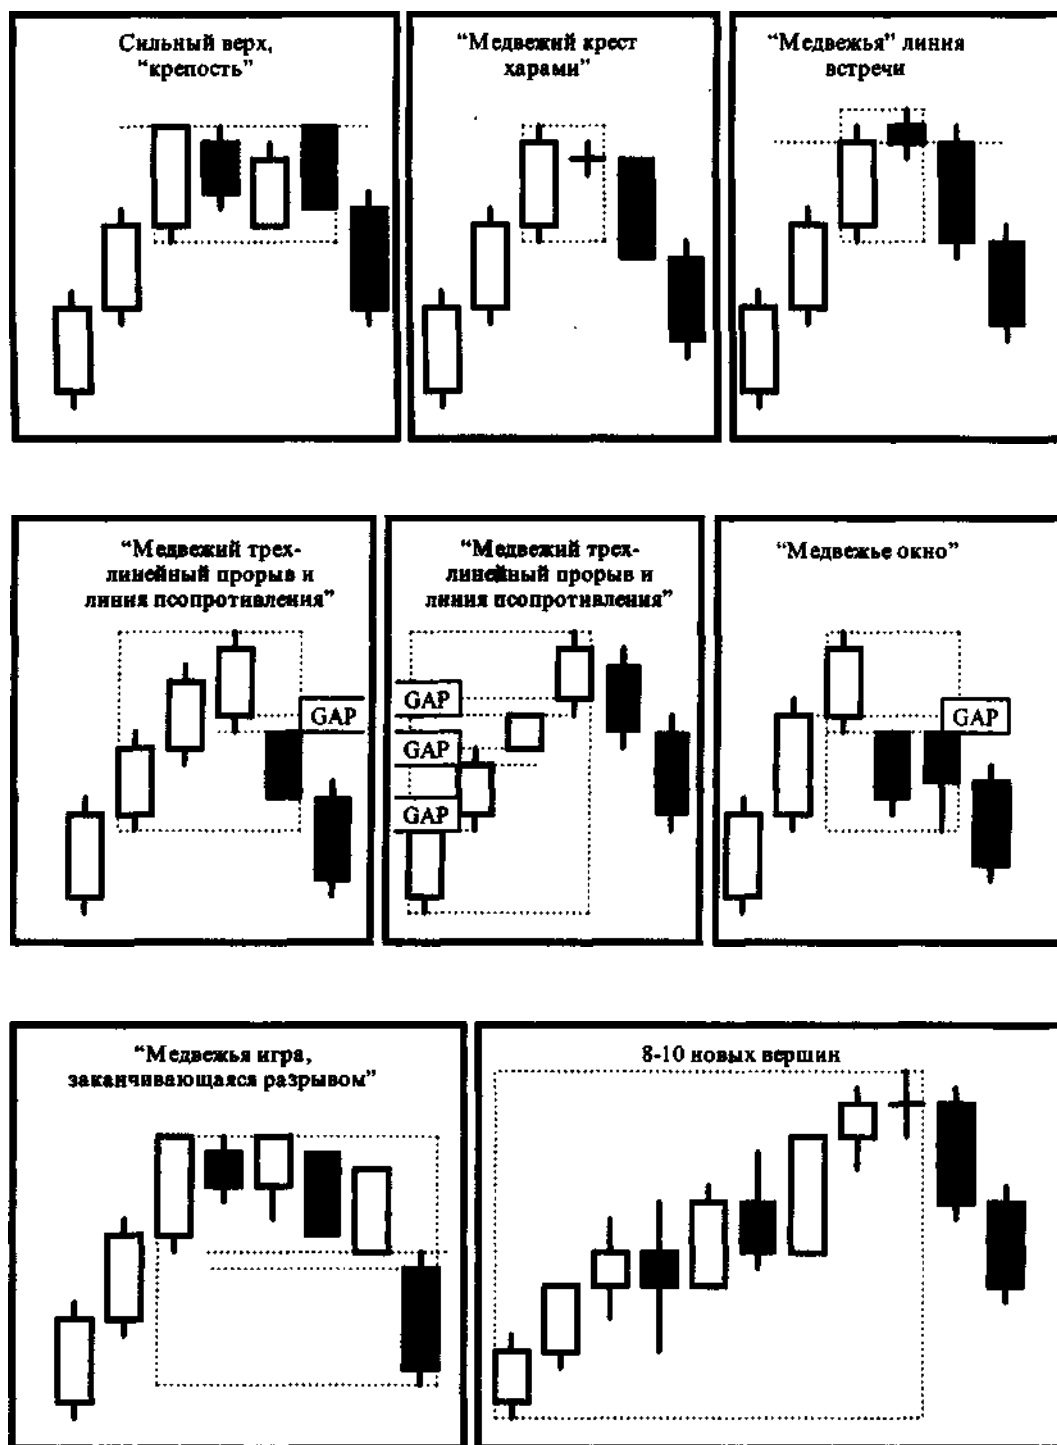 Сильный верх,
“крепость”
“Медвежий крест
харами”
“Медвежья” линия
встречи
“Медвежий трех-
линейный прорыв и
линия псопротивления”
GAP
“Медвежий трех-
линейный прорыв и
линия псопротивления”
GAP
GAP
GAP
“Медвежье окно”
GAP
“Медвежья игра,
заканчивающаяся разрывом”
8-10 новых вершин